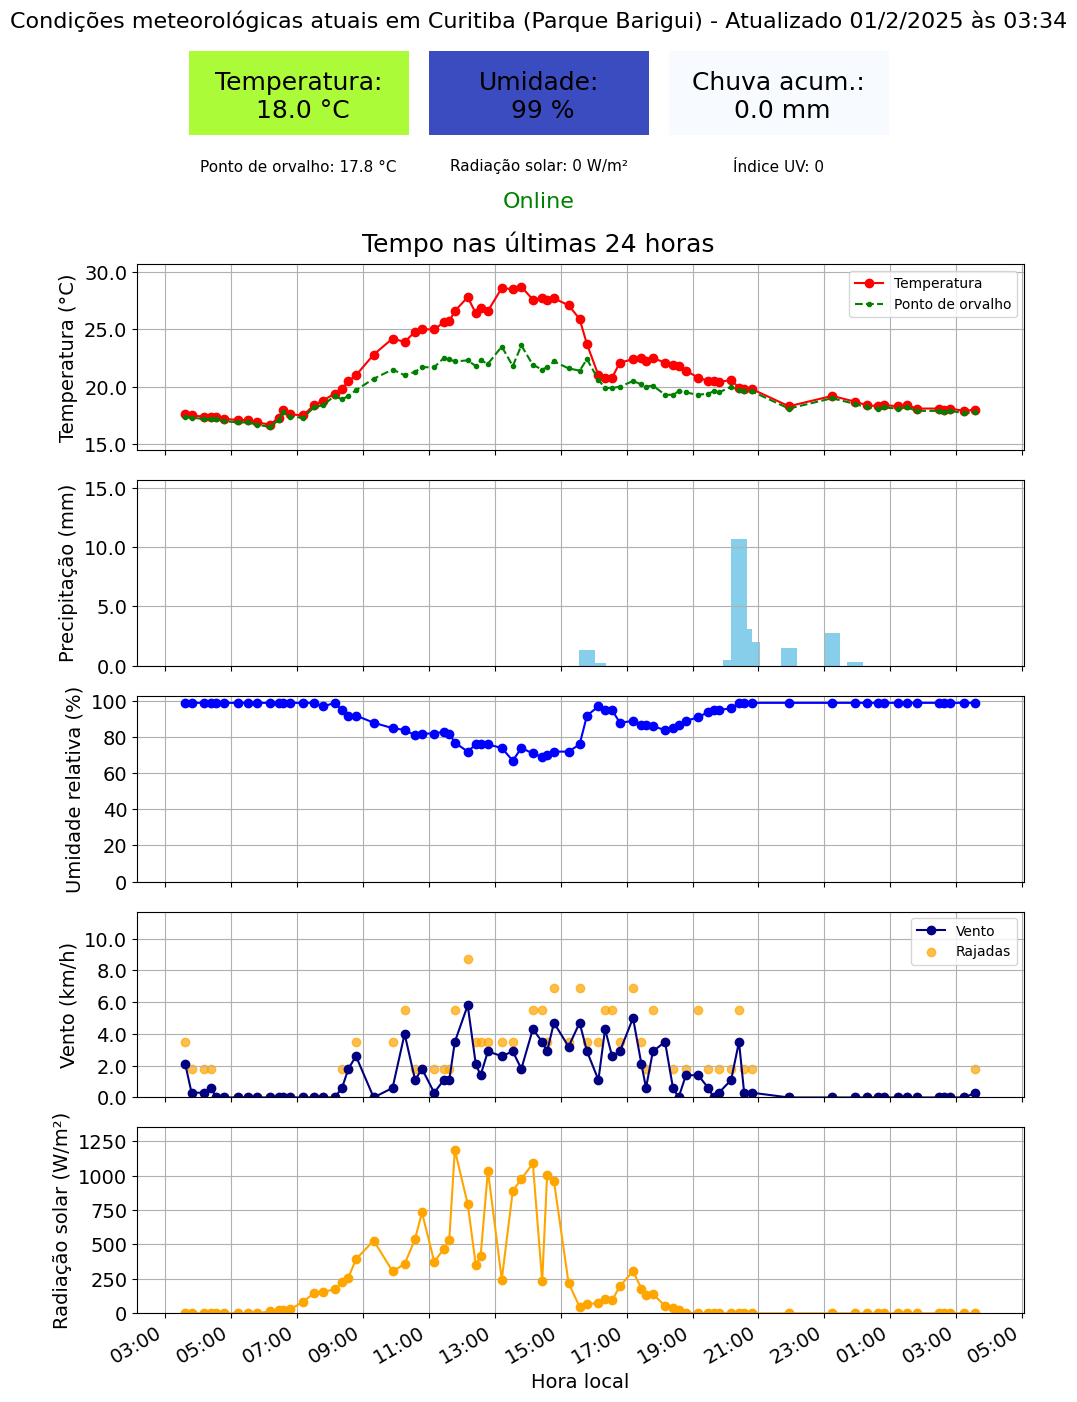 Condições meteorológicas atuais em Curitiba (Parque Barigui) - Atualizado 01/2/2025 às 03:34
Temperatura:
18.0 °C
Umidade:
99 %
Chuva acum.:
0.0 mm
Ponto de orvalho: 17.8 °C
Radiação solar: 0 W/m²
Índice UV: 0
Online
Tempo nas últimas 24 horas
Temperatura (°C)
30.0
25.0
20.0
15.0
Temperatura
Ponto de orvalho
Precipitação (mm)
15.0
10.0
5.0
0.0
Umidade relativa (%)
100
80
60
40
20
0
Vento (km/h)
10.0
8.0
6.0
4.0
2.0
0.0
Vento
Rajadas
Radiação solar (W/m²)
1250
1000
750
500
250
0
03:00 05:00 07:00 09:00 11:00 13:00 15:00 17:00 19:00 21:00 23:00 01:00 03:00 05:00
Hora local